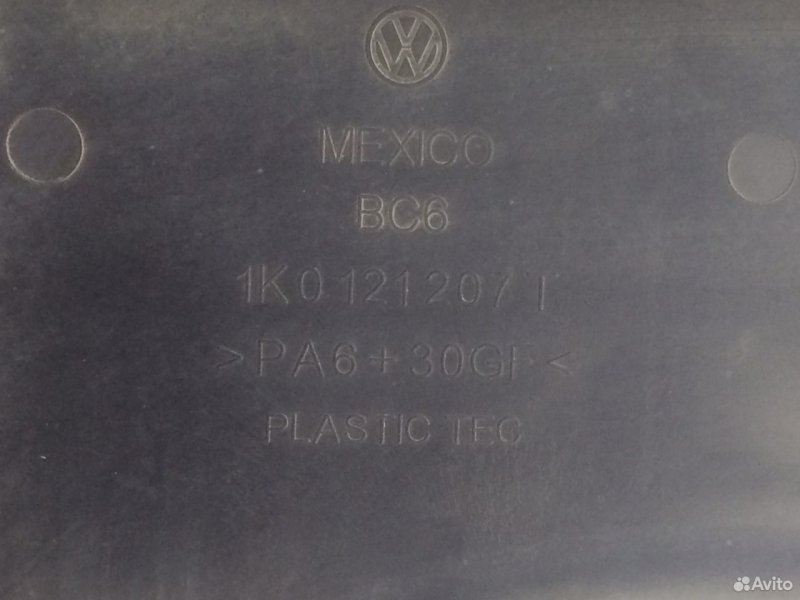 VW
MEXICO
BC6
1K0 121 207 T
>PA6+30GF<
PLASTIC TEC
Avito